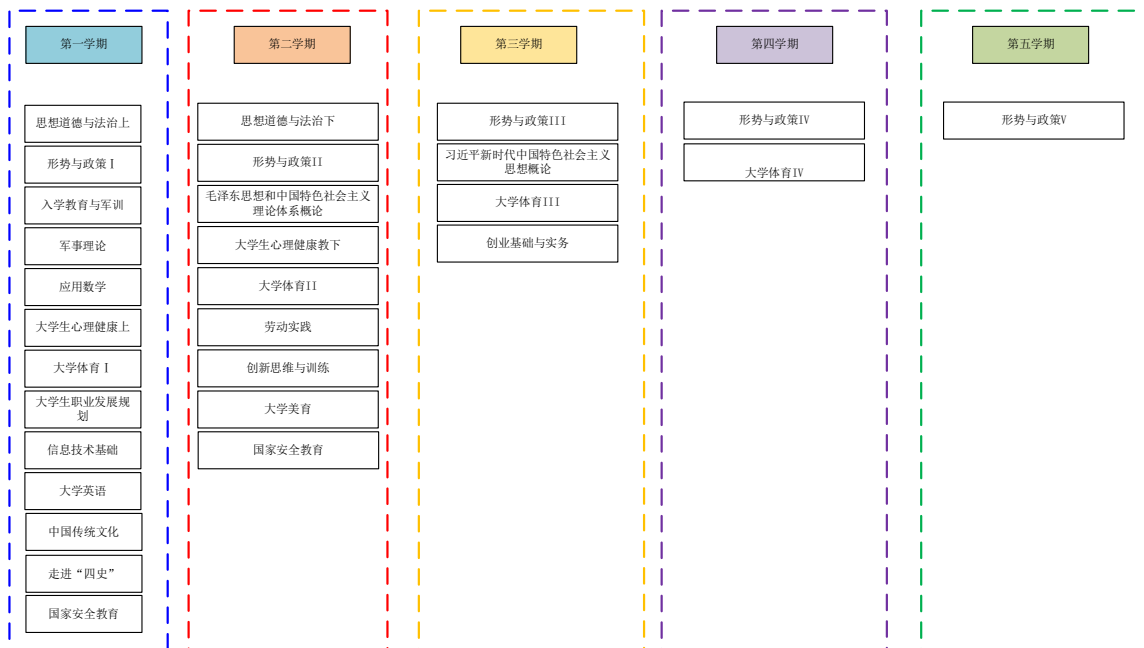 第一学期
思想道德与法治上
形势与政策Ⅰ
入学教育与军训
军事理论
应用数学
大学生心理健康上
大学体育Ⅰ
大学生职业发展规
划
信息技术基础
大学英语
中国传统文化
走进“四史”
国家安全教育
第二学期
思想道德与法治下
形势与政策II
毛泽东思想和中国特色社会主义
理论体系概论
大学生心理健康教下
大学体育II
劳动实践
创新思维与训练
大学美育
国家安全教育
第三学期
形势与政策III
习近平新时代中国特色社会主义
思想概论
大学体育III
创业基础与实务
第四学期
形势与政策IV
大学体育IV
第五学期
形势与政策V